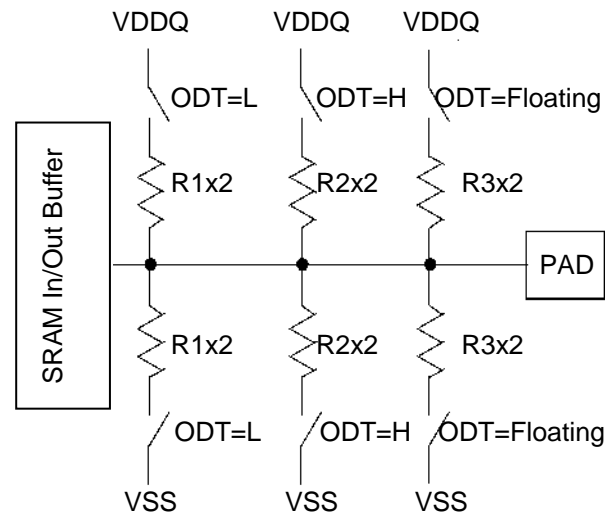 VDDQ VDDQ VDDQ
ODT=L ODT=H ODT=Floating
R1x2 R2x2 R3x2
SRAM In/Out Buffer
PAD
R1x2 R2x2 R3x2
ODT=L ODT=H ODT=Floating
VSS VSS VSS